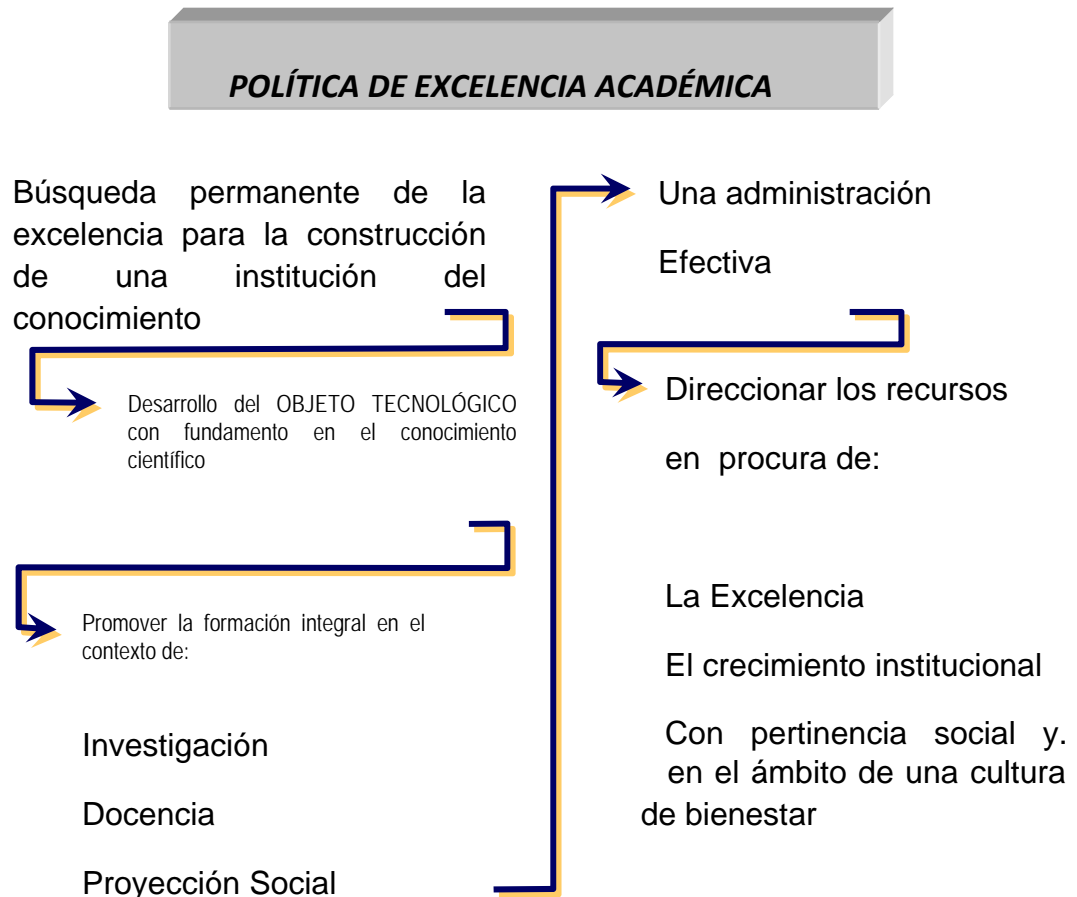 POLÍTICA DE EXCELENCIA ACADÉMICA
Búsqueda permanente de la
excelencia para la construcción
de una institución del
conocimiento
Desarrollo del OBJETO TECNOLÓGICO
con fundamento en el conocimiento
científico
Promover la formación integral en el
contexto de:
Investigación
Docencia
Proyección Social
Una administración
Efectiva
Direccionar los recursos
en procura de:
La Excelencia
El crecimiento institucional
Con pertinencia social y.
en el ámbito de una cultura
de bienestar